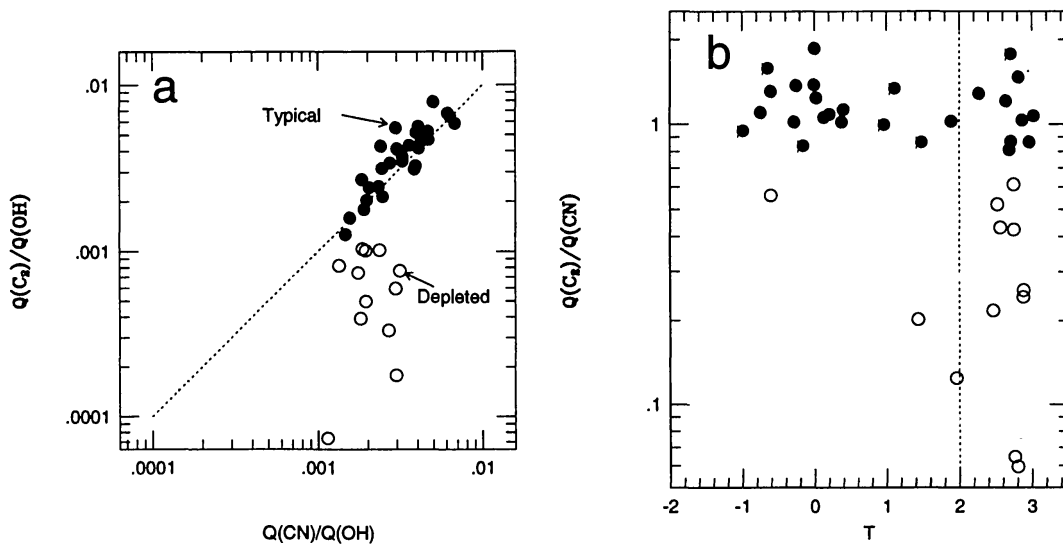 a
Typical
Depleted
.01
.001
.0001
.0001
.001
.01
Q(C₂)/Q(OH)
Q(CN)/Q(OH)
b
1
.1
-2
-1
0
1
2
3
Q(C₂)/Q(CN)
T